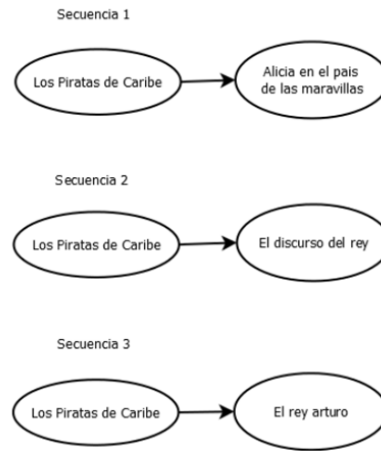 Secuencia 1
Los Piratas de Caribe
Alicia en el pais
de las maravillas
Secuencia 2
Los Piratas de Caribe
El discurso del rey
Secuencia 3
Los Piratas de Caribe
El rey arturo